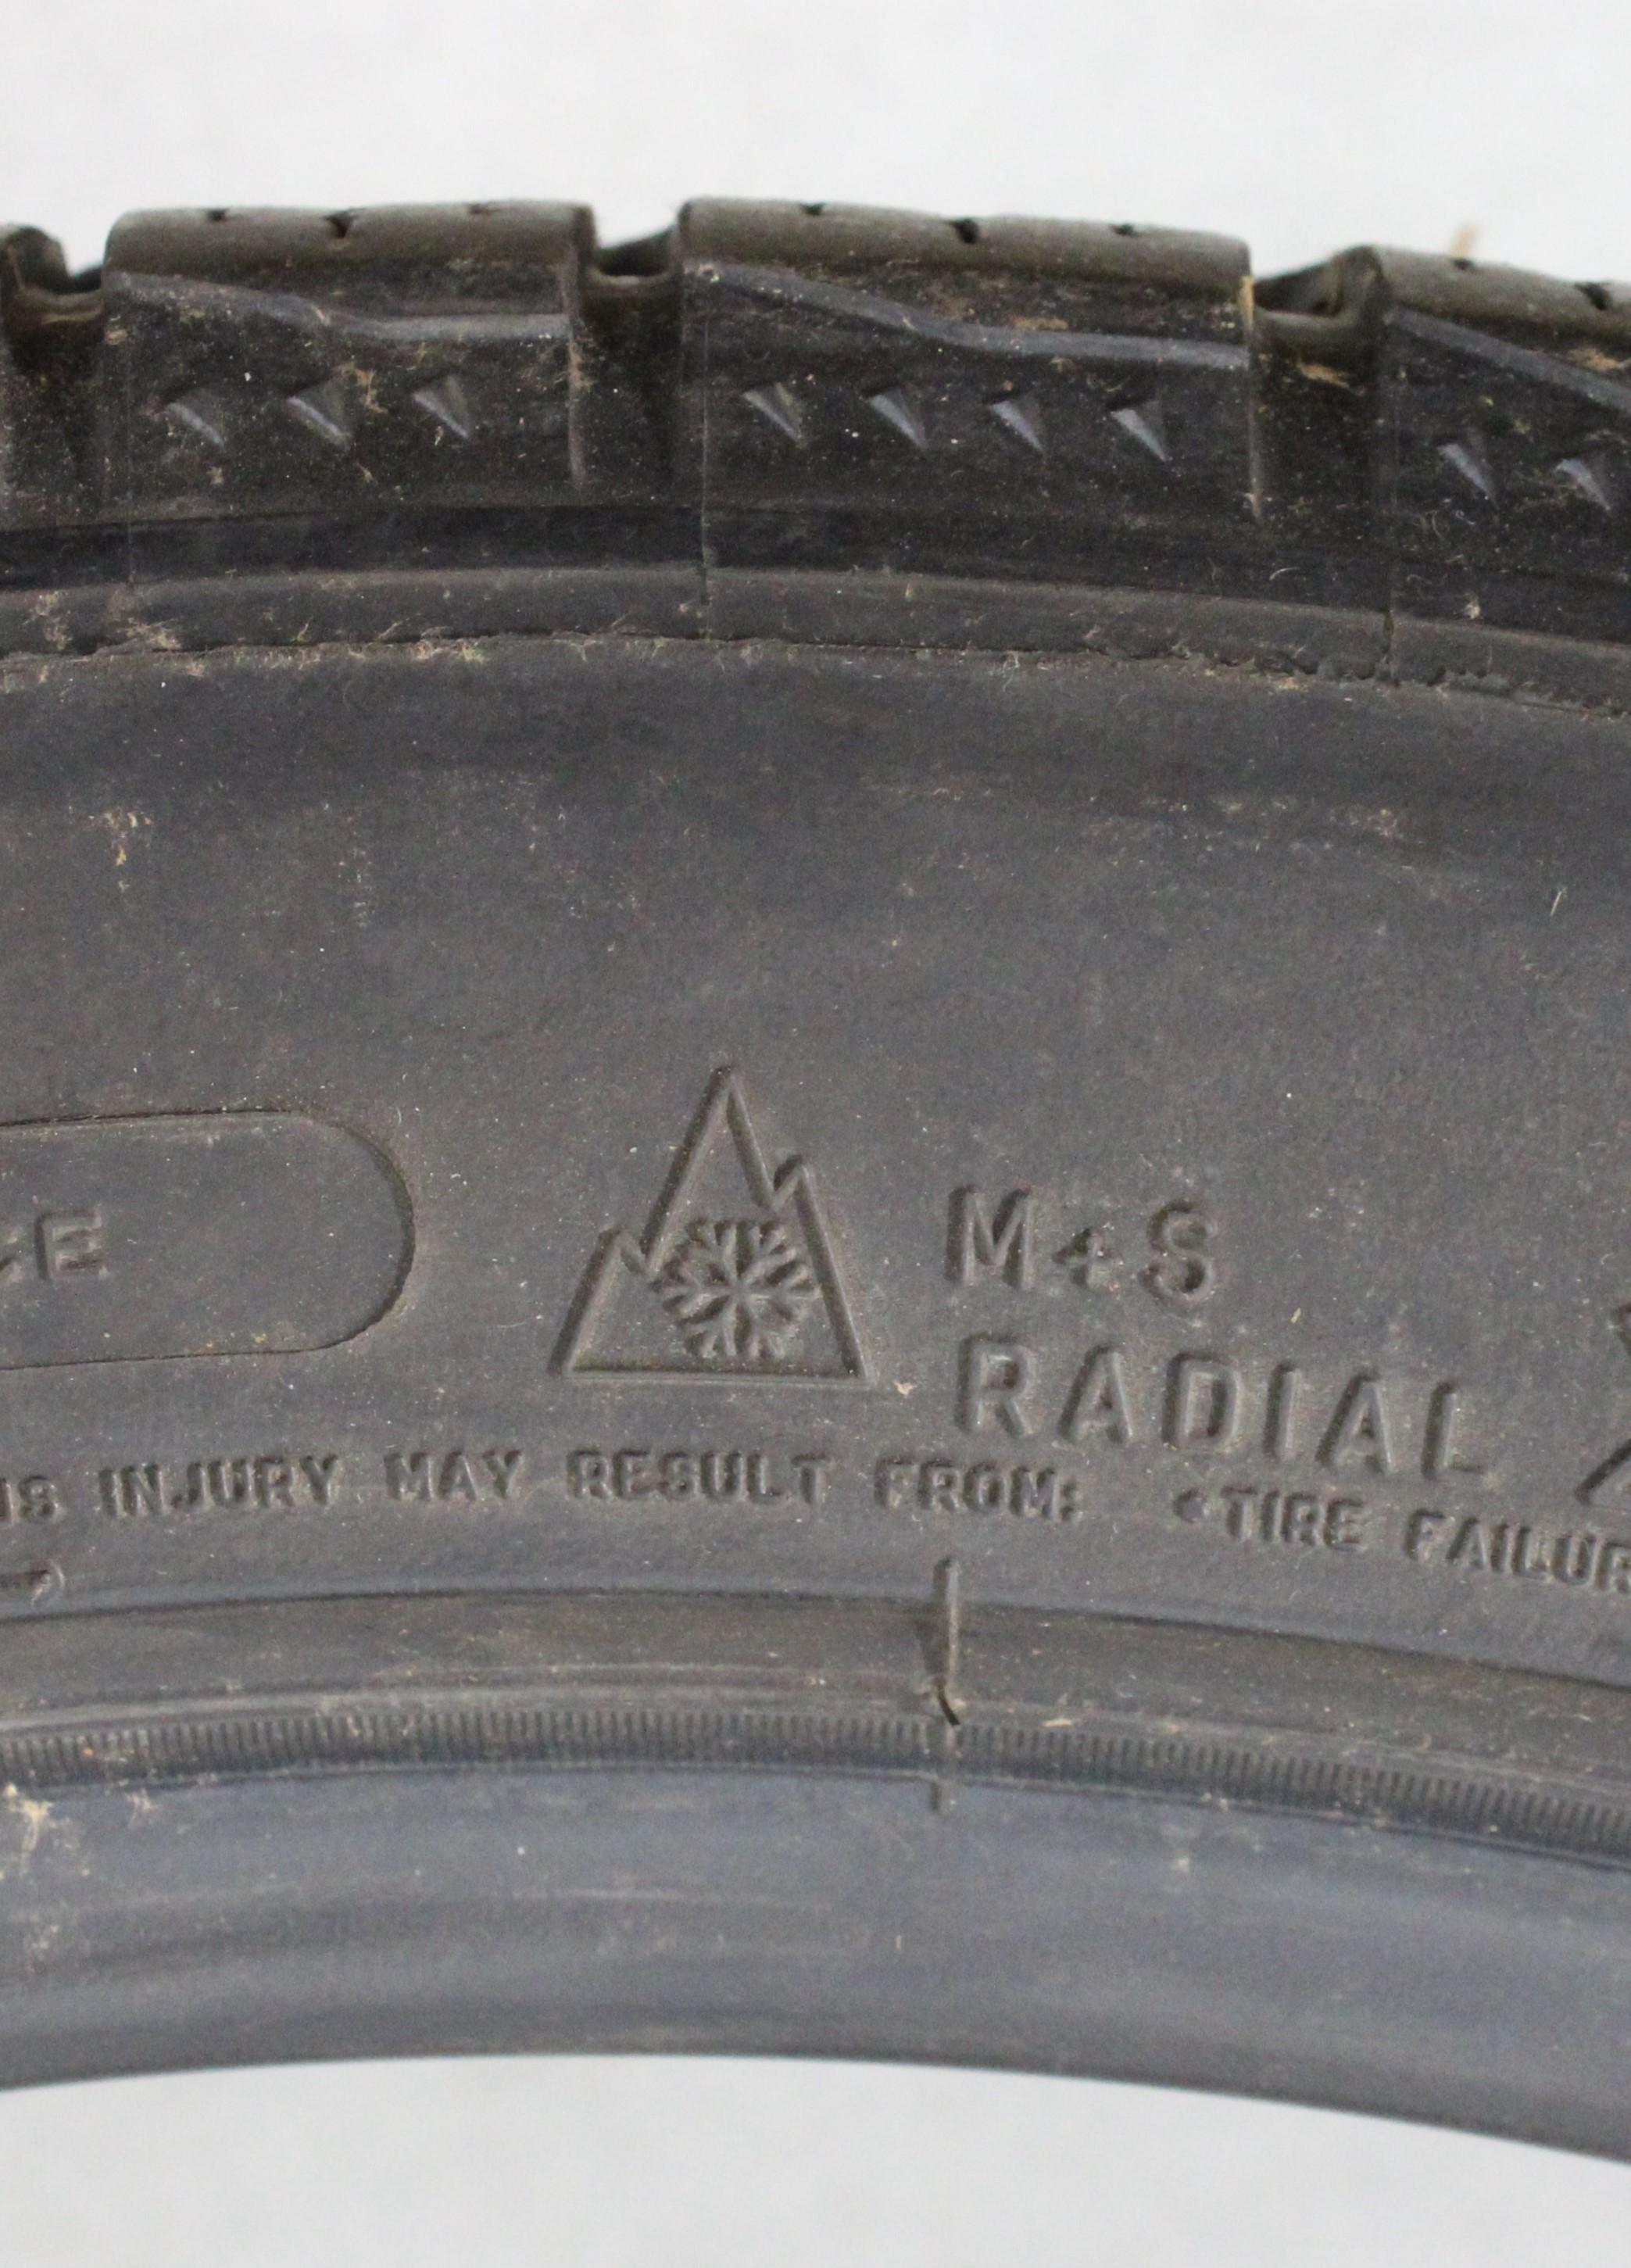 M+S
RADIAL
INJURY MAY RESULT FROM: •TIRE